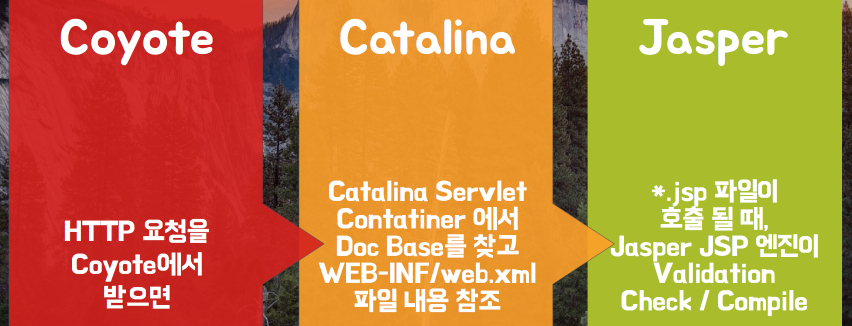 Coyote
HTTP 요청을
Coyote에서
받으면
Catalina
Catalina Servlet
Contatiner 에서
Doc Base를 찾고
WEB-INF/web.xml
파일 내용 참조
Jasper
*.jsp 파일이
호출 될 때,
Jasper JSP 엔진이
Validation
Check / Compile